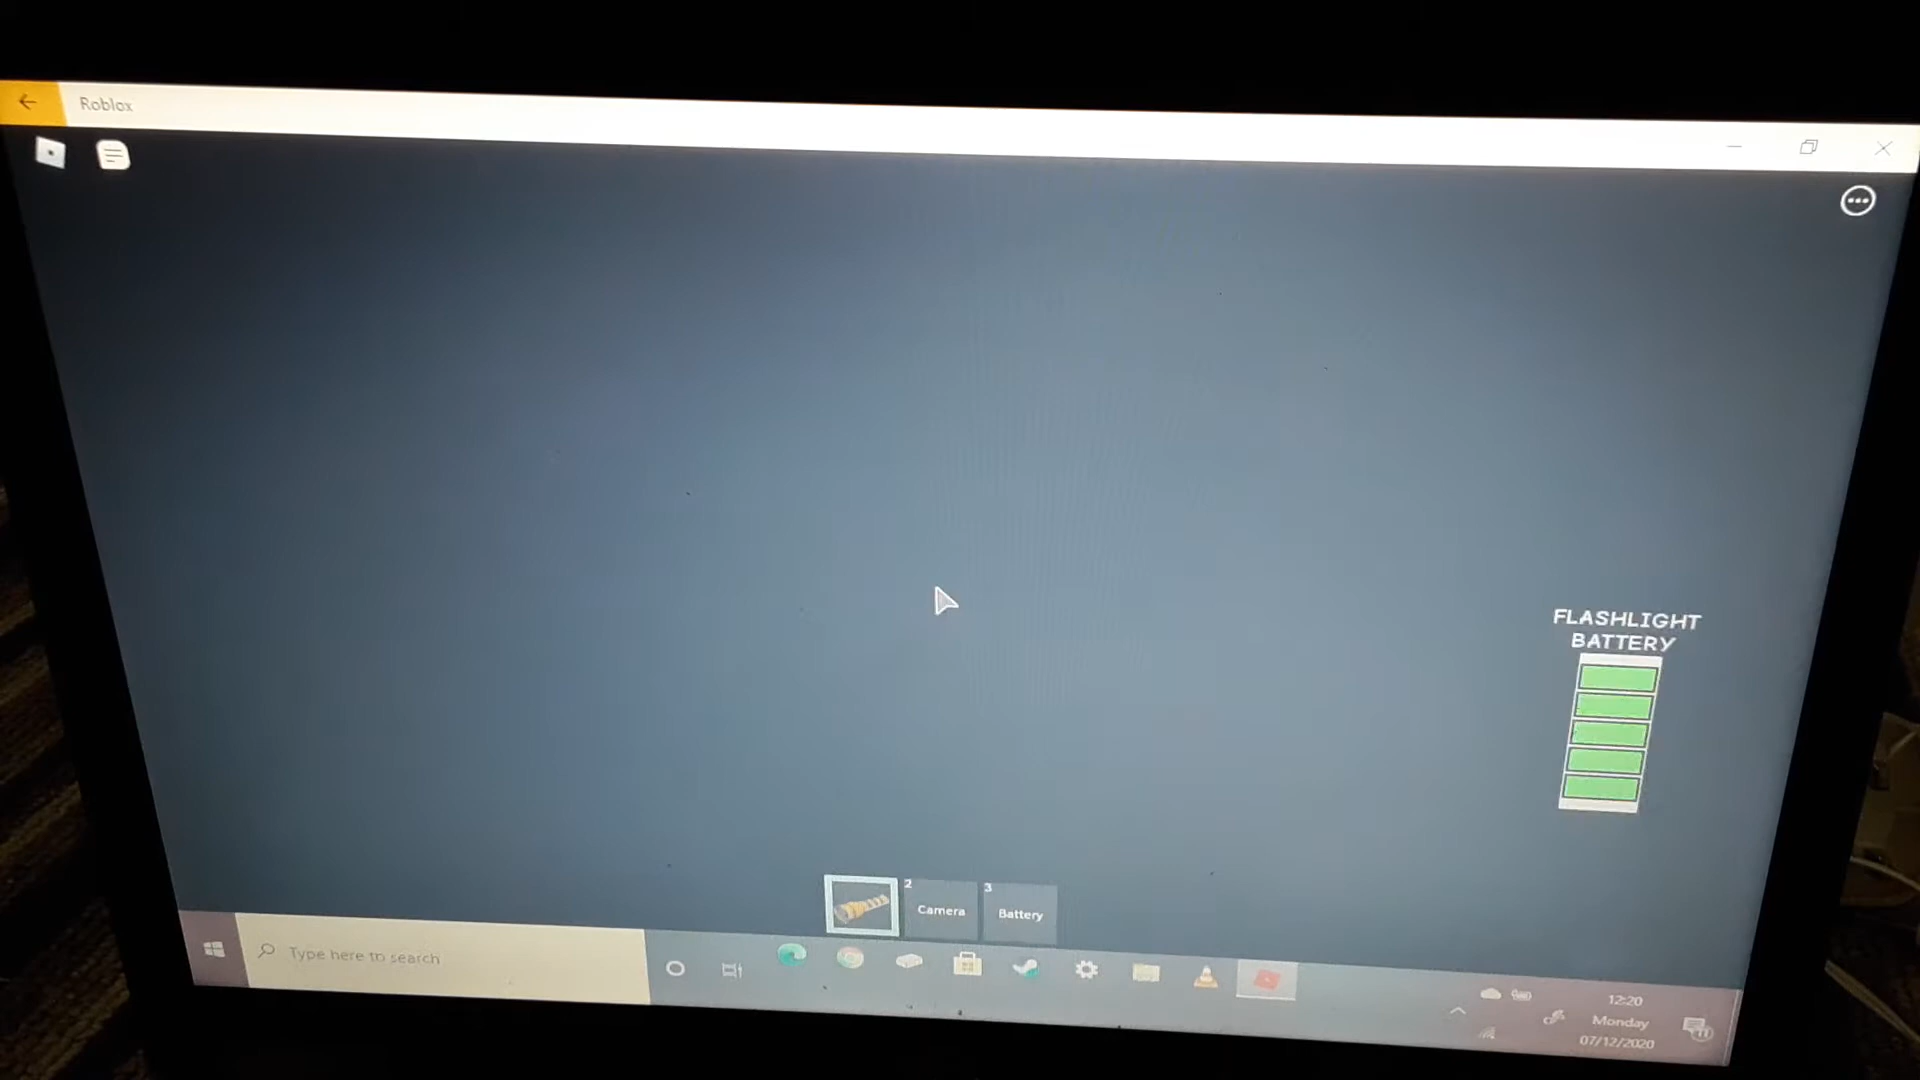 Roblox
FLASHLIGHT
BATTERY
2
Camera
3
Battery
Type here to search
12:20
Monday
07/12/2020